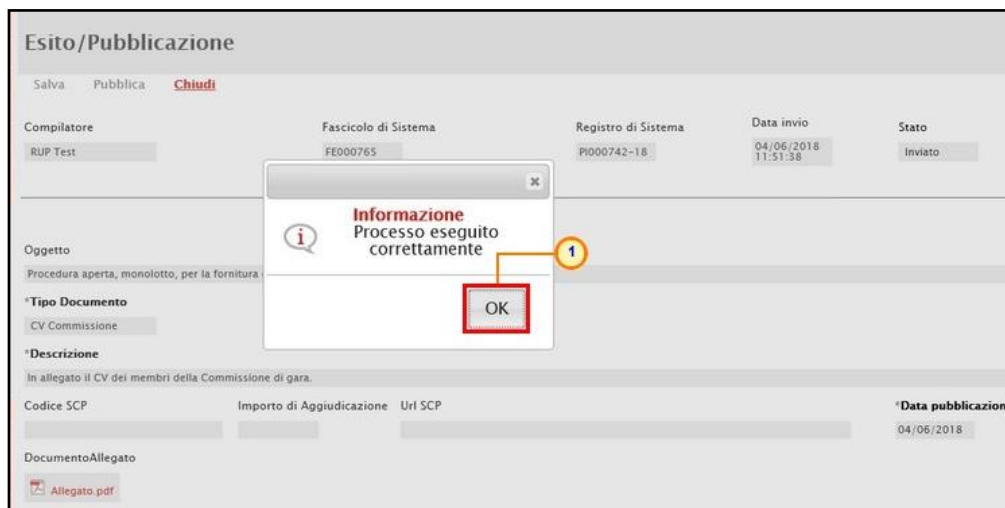 Esito/Pubblicazione
Salva Pubblica Chiudi
Compilatore Fascicolo di Sistema Registro di Sistema Data invio Stato
RUP Test FE000765 PI000742-18 04/06/2018 Inviato
11:51:38
Informazione
Processo eseguito
correttamente
1
OK
Oggetto
Procedura aperta, monolotto, per la fornitura
*Tipo Documento
CV Commissione
*Descrizione
In allegato il CV dei membri della Commissione di gara.
Codice SCP Importo di Aggiudicazione Url SCP *Data pubblicazion
04/06/2018
DocumentoAllegato
Allegato.pdf